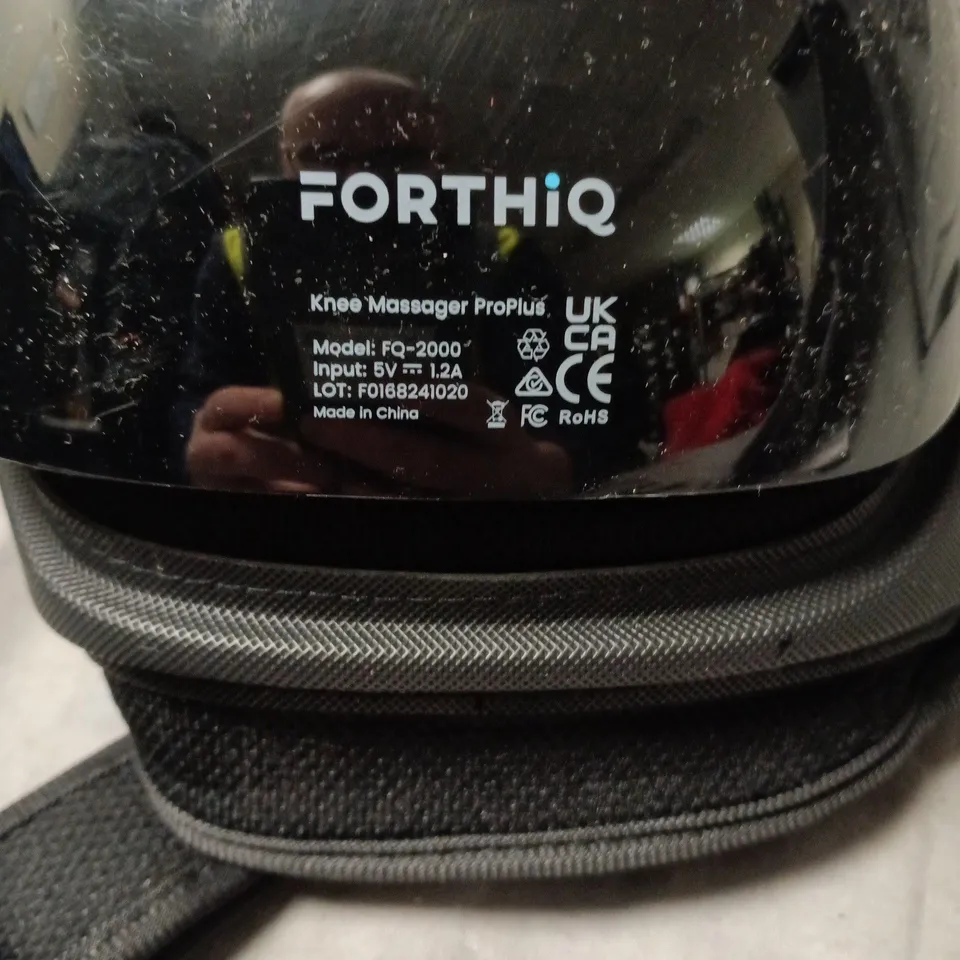 FORTHiQ
Knee Massager ProPlus
Model: FQ-2000
Input: 5V ⎓ 1.2A
LOT: F0168241020
Made in China
UK
CA
CE
FC RoHS